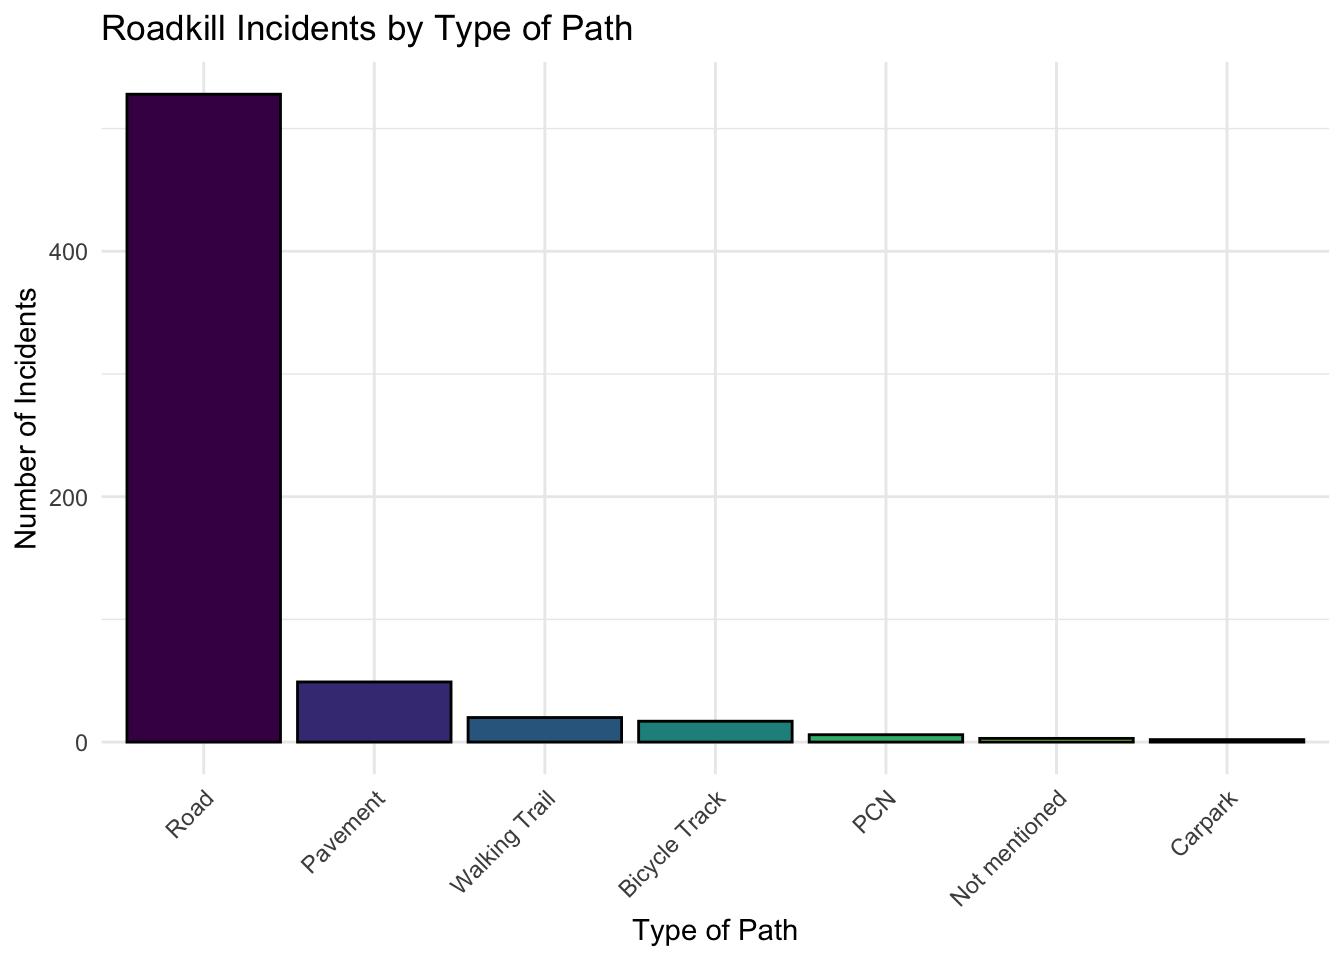 Roadkill Incidents by Type of Path
Number of Incidents
400
200
0
Road
Pavement
Walking Trail
Bicycle Track
PCN
Not mentioned
Carpark
Type of Path